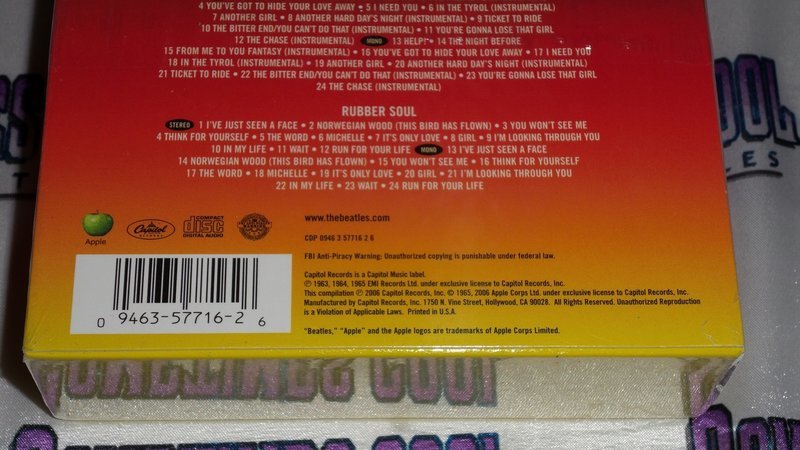 4 YOU'VE GOT TO HIDE YOUR LOVE AWAY • 5 I NEED YOU • 6 IN THE TYROL (INSTRUMENTAL)
7 ANOTHER GIRL • 8 ANOTHER HARD DAY'S NIGHT (INSTRUMENTAL) • 9 TICKET TO RIDE
10 THE BITTER END/YOU CAN'T DO THAT (INSTRUMENTAL) • 11 YOU'RE GONNA LOSE THAT GIRL
12 THE CHASE (INSTRUMENTAL) MONO 13 HELP! • 14 THE NIGHT BEFORE
15 FROM ME TO YOU FANTASY (INSTRUMENTAL) • 16 YOU'VE GOT TO HIDE YOUR LOVE AWAY • 17 I NEED YOU
18 IN THE TYROL (INSTRUMENTAL) • 19 ANOTHER GIRL • 20 ANOTHER HARD DAY'S NIGHT (INSTRUMENTAL)
21 TICKET TO RIDE • 22 THE BITTER END/YOU CAN'T DO THAT (INSTRUMENTAL) • 23 YOU'RE GONNA LOSE THAT GIRL
24 THE CHASE (INSTRUMENTAL)
RUBBER SOUL
STEREO 1 I'VE JUST SEEN A FACE • 2 NORWEGIAN WOOD (THIS BIRD HAS FLOWN) • 3 YOU WON'T SEE ME
4 THINK FOR YOURSELF • 5 THE WORD • 6 MICHELLE • 7 IT'S ONLY LOVE • 8 GIRL • 9 I'M LOOKING THROUGH YOU
10 IN MY LIFE • 11 WAIT • 12 RUN FOR YOUR LIFE MONO 13 I'VE JUST SEEN A FACE
14 NORWEGIAN WOOD (THIS BIRD HAS FLOWN) • 15 YOU WON'T SEE ME • 16 THINK FOR YOURSELF
17 THE WORD • 18 MICHELLE • 19 IT'S ONLY LOVE • 20 GIRL • 21 I'M LOOKING THROUGH YOU
22 IN MY LIFE • 23 WAIT • 24 RUN FOR YOUR LIFE
Apple
Capitol
RECORDS
COMPACT
disc
DIGITAL AUDIO
www.thebeatles.com
CDP 0946 3 57716 2 6
FBI Anti-Piracy Warning: Unauthorized copying is punishable under federal law.
Capitol Records is a Capitol Music label.
℗ 1963, 1964, 1965 EMI Records Ltd. under exclusive license to Capitol Records, Inc.
This compilation ℗ 2006 Capitol Records, Inc. © 1965, 2006 Apple Corps Ltd. under exclusive license to Capitol Records, Inc.
Manufactured by Capitol Records, Inc. 1750 N. Vine Street, Hollywood, CA 90028. All Rights Reserved. Unauthorized Reproduction
is a Violation of Applicable Laws. Printed in U.S.A.
"Beatles," "Apple" and the Apple logos are trademarks of Apple Corps Limited.
0 09463-57716-2 6